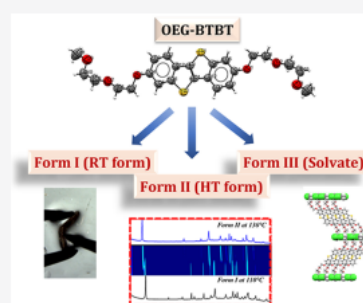 OEG-BTBT
Form I (RT form)
Form III (Solvate)
Form II (HT form)
Form II at 116°C
Form I at 110°C